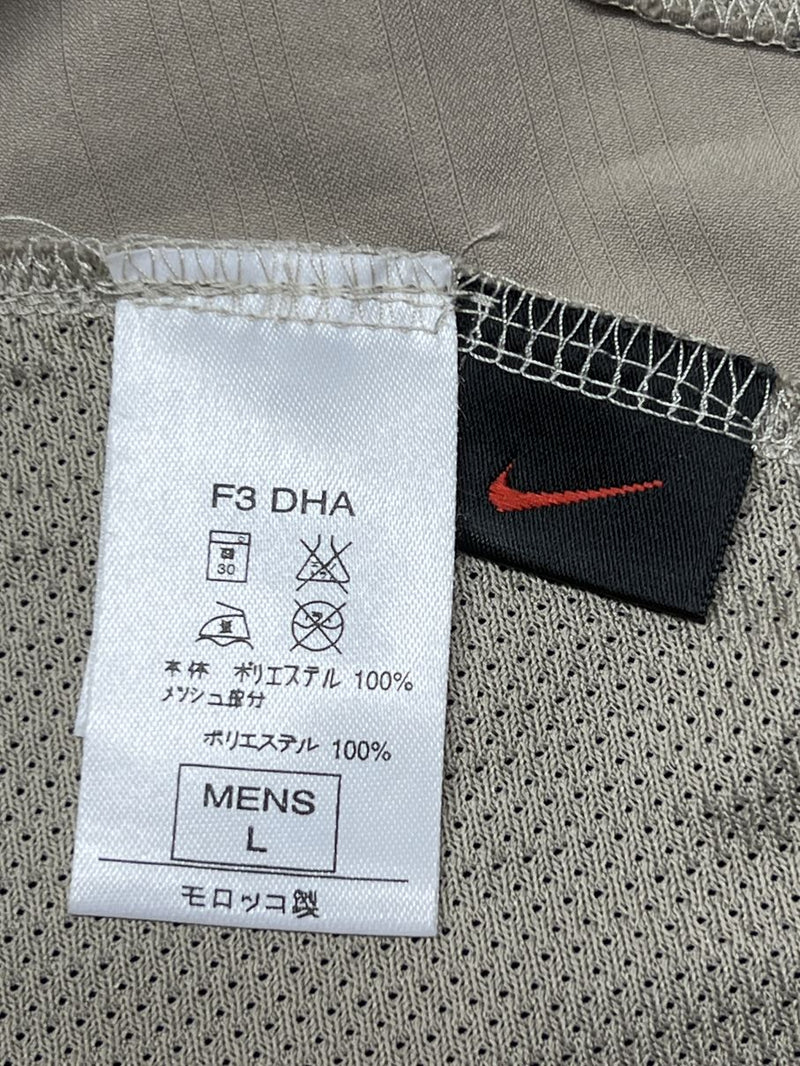 F3 DHA
30
本体 ポリエステル 100%
メッシュ部分
ポリエステル 100%
MENS
L
モロッコ製